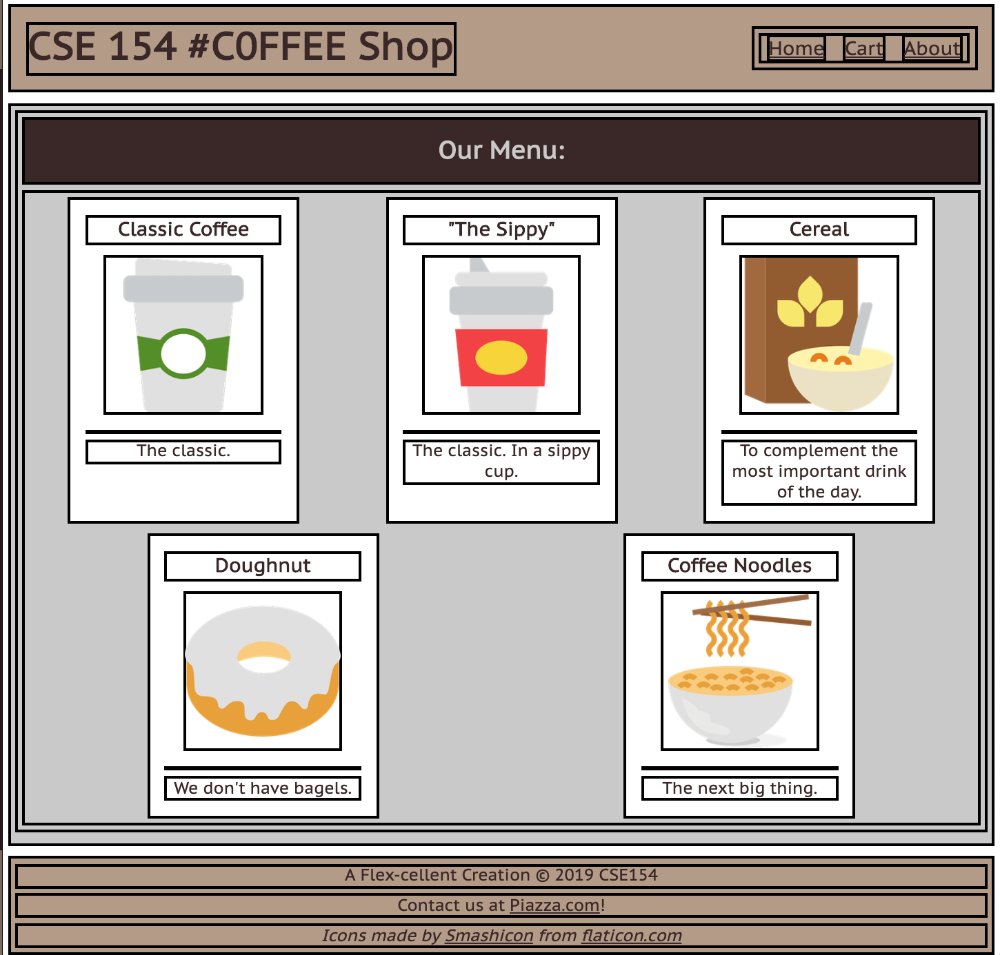 CSE 154 #C0FFEE Shop
Home Cart About
Our Menu:
Classic Coffee
The classic.
"The Sippy"
The classic. In a sippy
cup.
Cereal
To complement the
most important drink
of the day.
Doughnut
We don't have bagels.
Coffee Noodles
The next big thing.
A Flex-cellent Creation © 2019 CSE154
Contact us at Piazza.com!
Icons made by Smashicon from flaticon.com